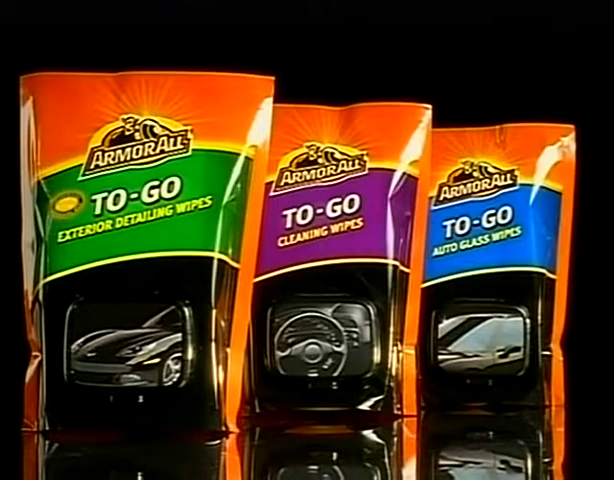 ARMORALL
TO-GO
EXTERIOR DETAILING WIPES
ARMORALL
TO-GO
CLEANING WIPES
ARMORALL
TO-GO
AUTO GLASS WIPES